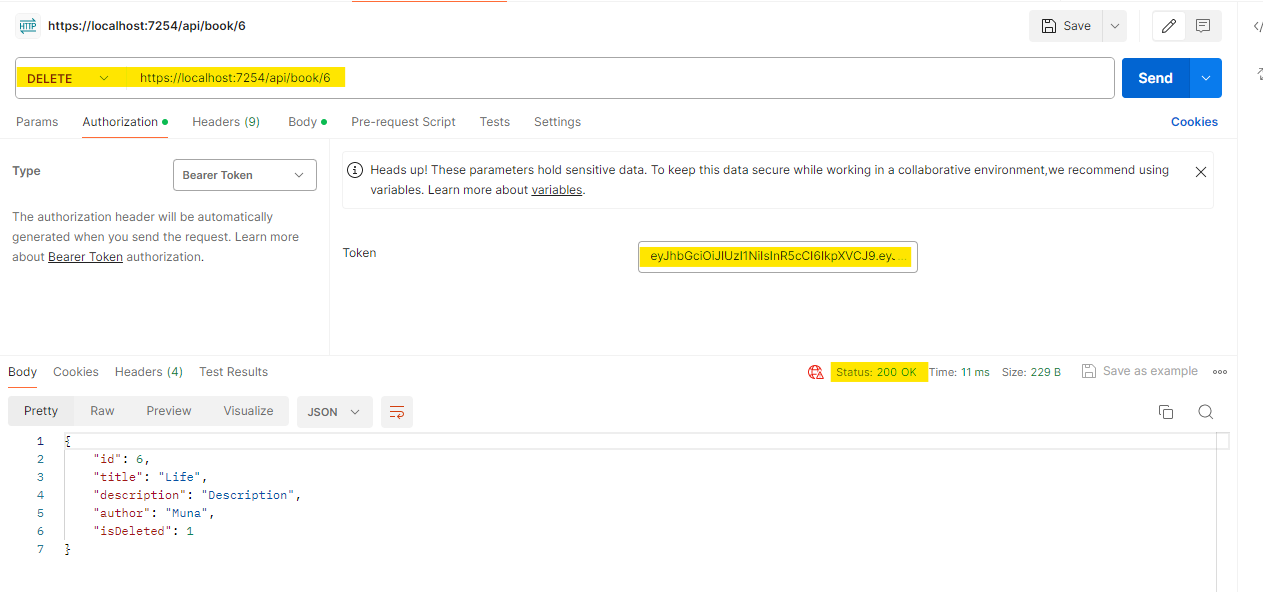 HTTP https://localhost:7254/api/book/6 Save
DELETE https://localhost:7254/api/book/6 Send
Params Authorization Headers (9) Body Pre-request Script Tests Settings Cookies
Type Bearer Token
The authorization header will be automatically
generated when you send the request. Learn more
about Bearer Token authorization.
Heads up! These parameters hold sensitive data. To keep this data secure while working in a collaborative environment,we recommend using
variables. Learn more about variables.
Token eyJhbGciOiJIUzI1NiIsInR5cCI6IkpXVCJ9.eyJ...
Body Cookies Headers (4) Test Results Status: 200 OK Time: 11 ms Size: 229 B Save as example
Pretty Raw Preview Visualize JSON
1 {
2 "id": 6,
3 "title": "Life",
4 "description": "Description",
5 "author": "Muna",
6 "isDeleted": 1
7 }